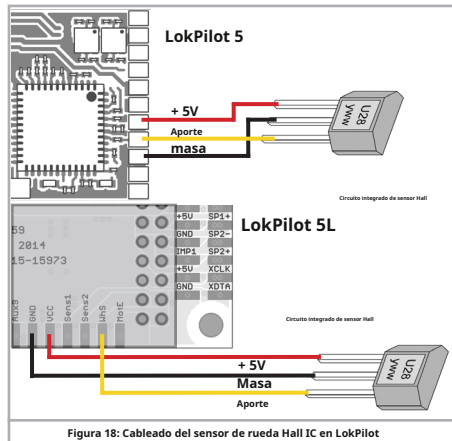 LokPilot 5
+ 5V
Aporte
masa
U28
yww
Circuito integrado de sensor Hall
LokPilot 5L
59
2014
15-15973
+5V SP1+
GND SP2-
IMP1 SP2+
+5V XCLK
GND XDTA
Aux9 GND VCC Sens1 Sens2 WhS MotE
Circuito integrado de sensor Hall
+ 5V
Masa
Aporte
U28
yww
Figura 18: Cableado del sensor de rueda Hall IC en LokPilot